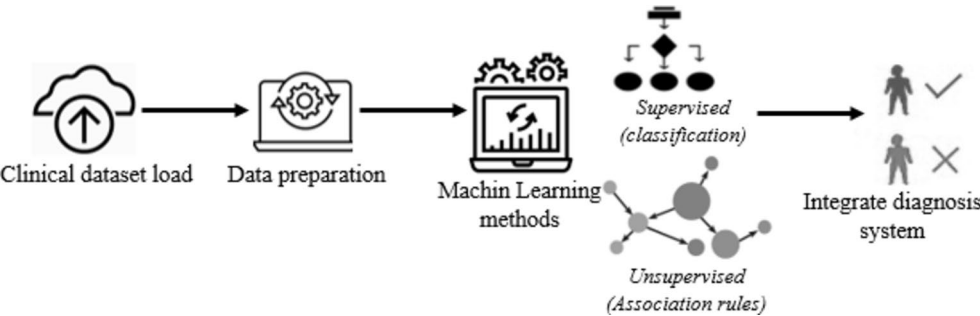 Clinical dataset load
Data preparation
Machin Learning
methods
Supervised
(classification)
Unsupervised
(Association rules)
Integrate diagnosis
system